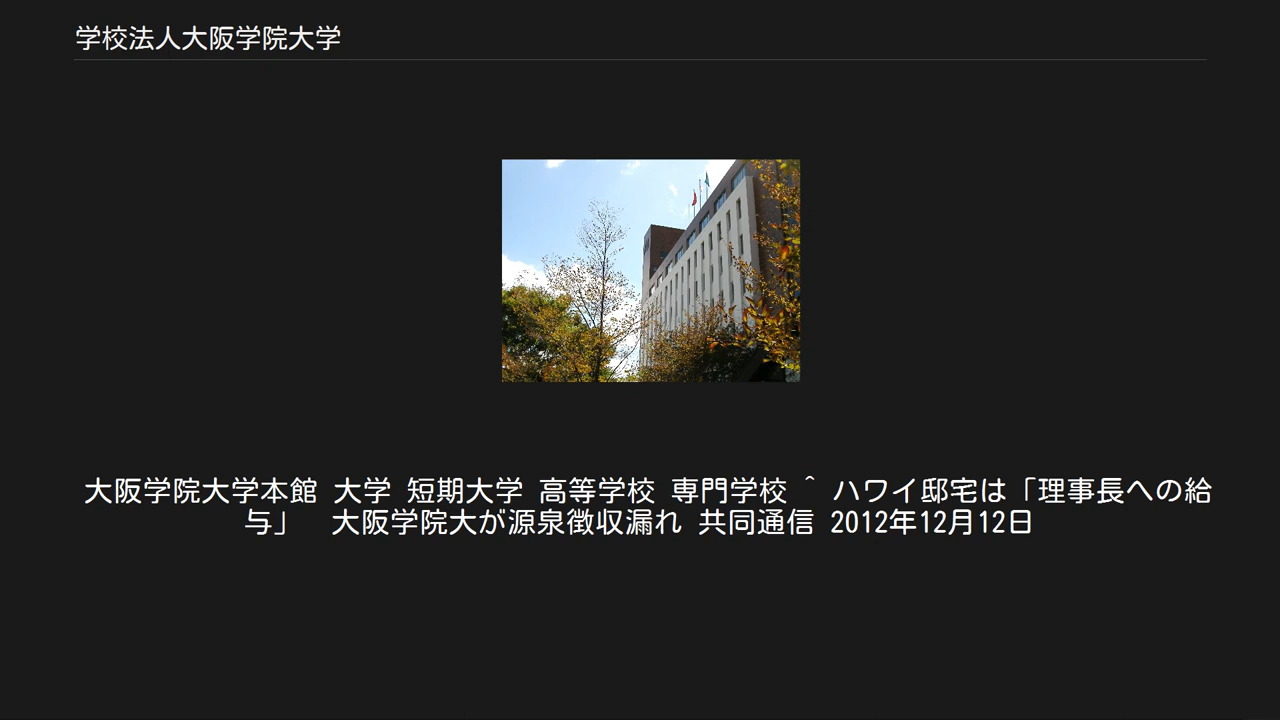 学校法人大阪学院大学
大阪学院大学本館 大学 短期大学 高等学校 専門学校 ^ ハワイ邸宅は「理事長への給
与」　大阪学院大が源泉徴収漏れ 共同通信 2012年12月12日